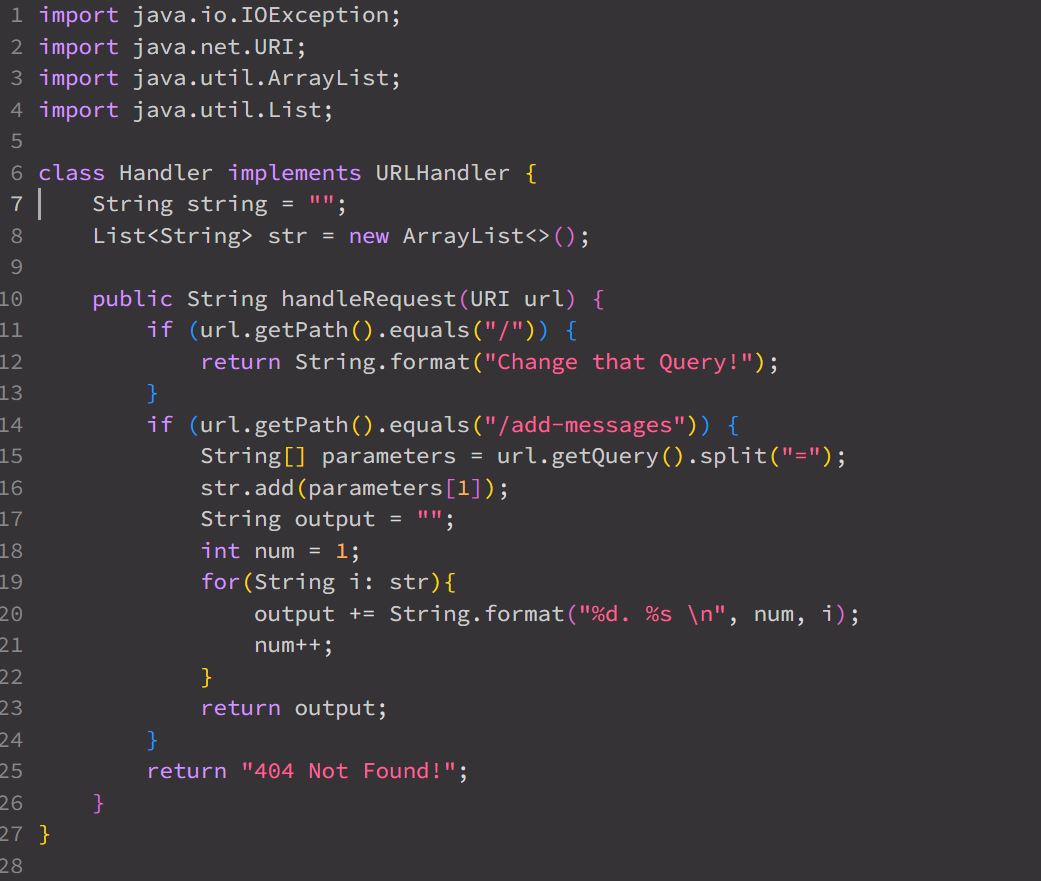 1 import java.io.IOException;
2 import java.net.URI;
3 import java.util.ArrayList;
4 import java.util.List;
5
6 class Handler implements URLHandler {
7     String string = "";
8     List<String> str = new ArrayList<>();
9
10     public String handleRequest(URI url) {
11         if (url.getPath().equals("/")) {
12             return String.format("Change that Query!");
13         }
14         if (url.getPath().equals("/add-messages")) {
15             String[] parameters = url.getQuery().split("=");
16             str.add(parameters[1]);
17             String output = "";
18             int num = 1;
19             for(String i: str){
20                 output += String.format("%d. %s \n", num, i);
21                 num++;
22             }
23             return output;
24         }
25         return "404 Not Found!";
26     }
27 }
28